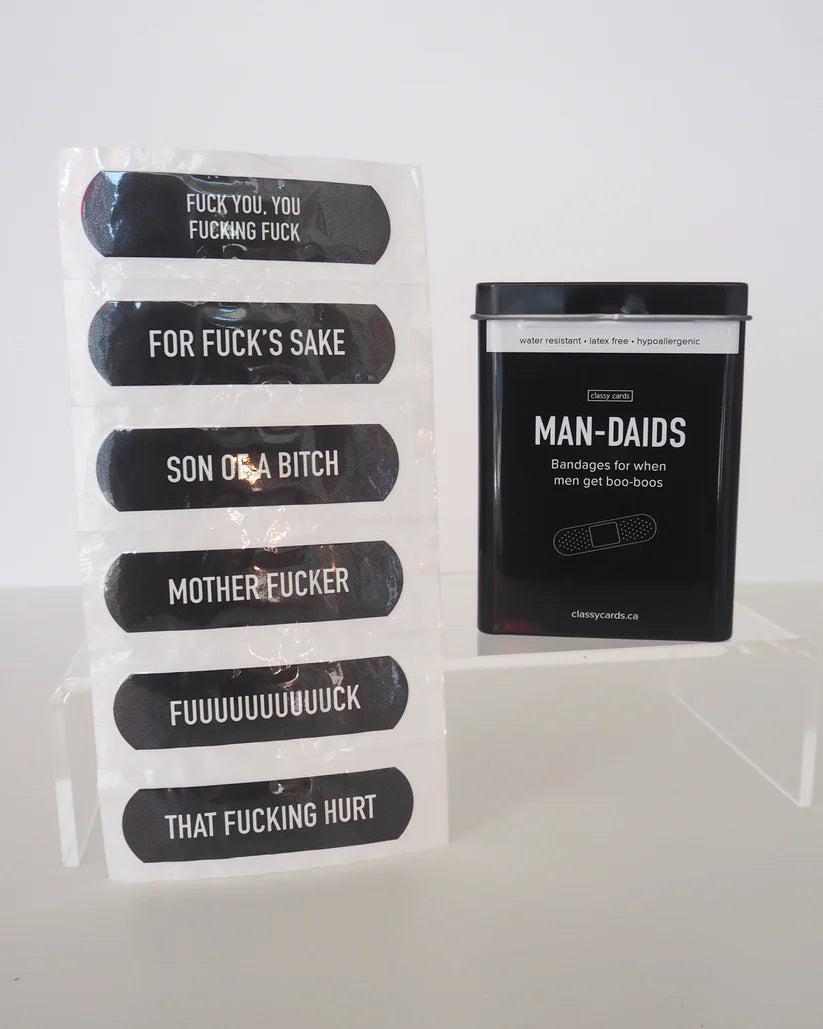 FUCK YOU, YOU
FUCKING FUCK
FOR FUCK'S SAKE
SON OF A BITCH
MOTHER FUCKER
FUUUUUUUUUUCK
THAT FUCKING HURT
water resistant • latex free • hypoallergenic
classy cards
MAN-DAIDS
Bandages for when
men get boo-boos
classycards.ca